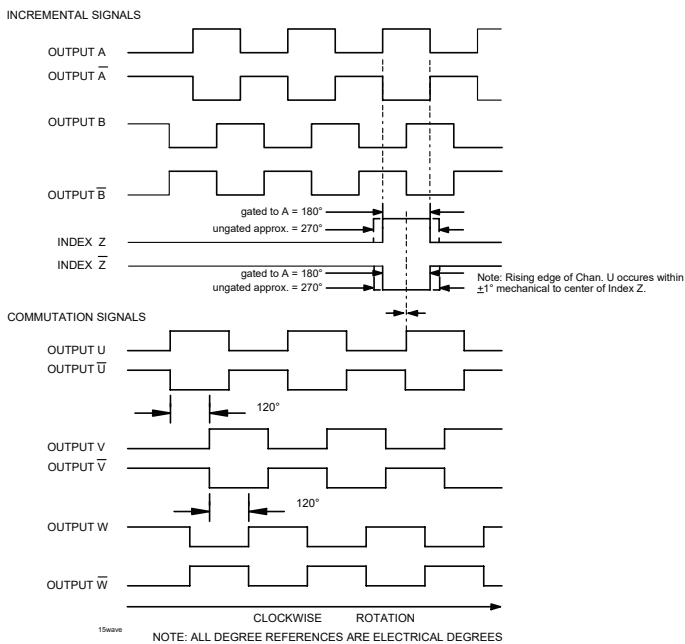 INCREMENTAL SIGNALS
OUTPUT A
OUTPUT A̅
OUTPUT B
OUTPUT B̅
gated to A = 180°
ungated approx. = 270°
INDEX Z
INDEX Z̅
gated to A = 180°
ungated approx. = 270°
Note: Rising edge of Chan. U occures within
±1° mechanical to center of Index Z.
COMMUTATION SIGNALS
OUTPUT U
OUTPUT U̅
120°
OUTPUT V
OUTPUT V̅
120°
OUTPUT W
OUTPUT W̅
CLOCKWISE ROTATION
15wave
NOTE: ALL DEGREE REFERENCES ARE ELECTRICAL DEGREES